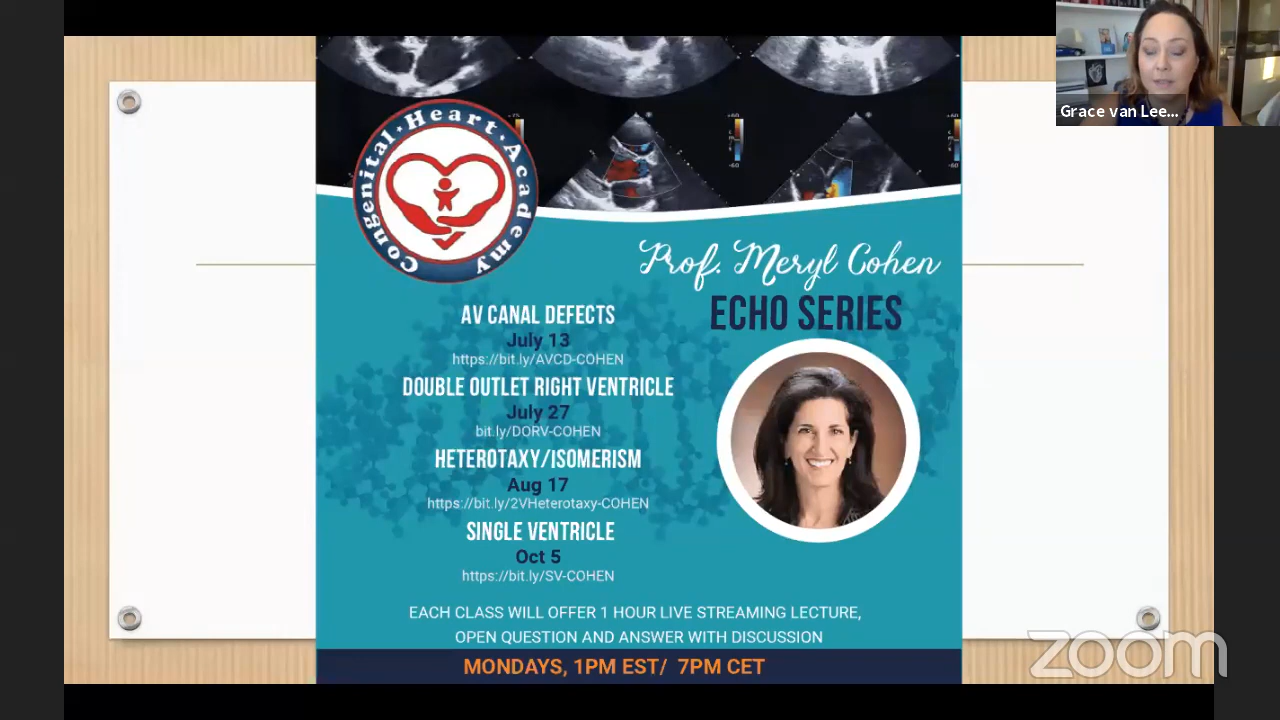 Grace van Lee...
Congenital · Heart · Academy
Prof. Meryl Cohen
ECHO SERIES
AV CANAL DEFECTS
July 13
https://bit.ly/AVCD-COHEN
DOUBLE OUTLET RIGHT VENTRICLE
July 27
bit.ly/DORV-COHEN
HETEROTAXY/ISOMERISM
Aug 17
https://bit.ly/2VHeterotaxy-COHEN
SINGLE VENTRICLE
Oct 5
https://bit.ly/SV-COHEN
EACH CLASS WILL OFFER 1 HOUR LIVE STREAMING LECTURE,
OPEN QUESTION AND ANSWER WITH DISCUSSION
MONDAYS, 1PM EST/ 7PM CET
zoom